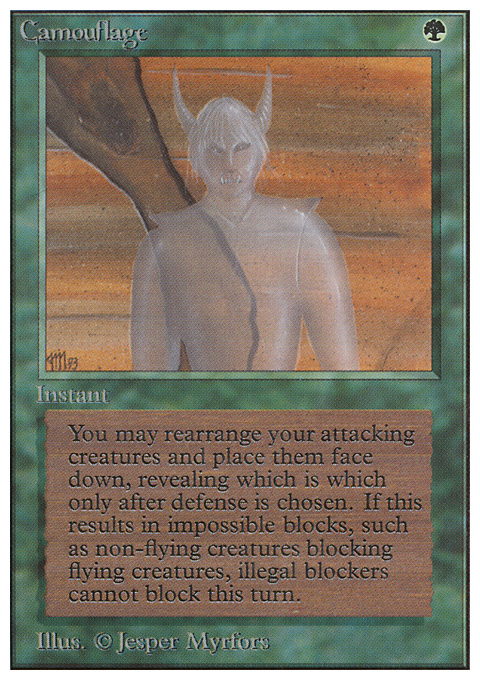 Camouflage
Instant
You may rearrange your attacking
creatures and place them face
down, revealing which is which
only after defense is chosen. If this
results in impossible blocks, such
as non-flying creatures blocking
flying creatures, illegal blockers
cannot block this turn.
Illus. © Jesper Myrfors